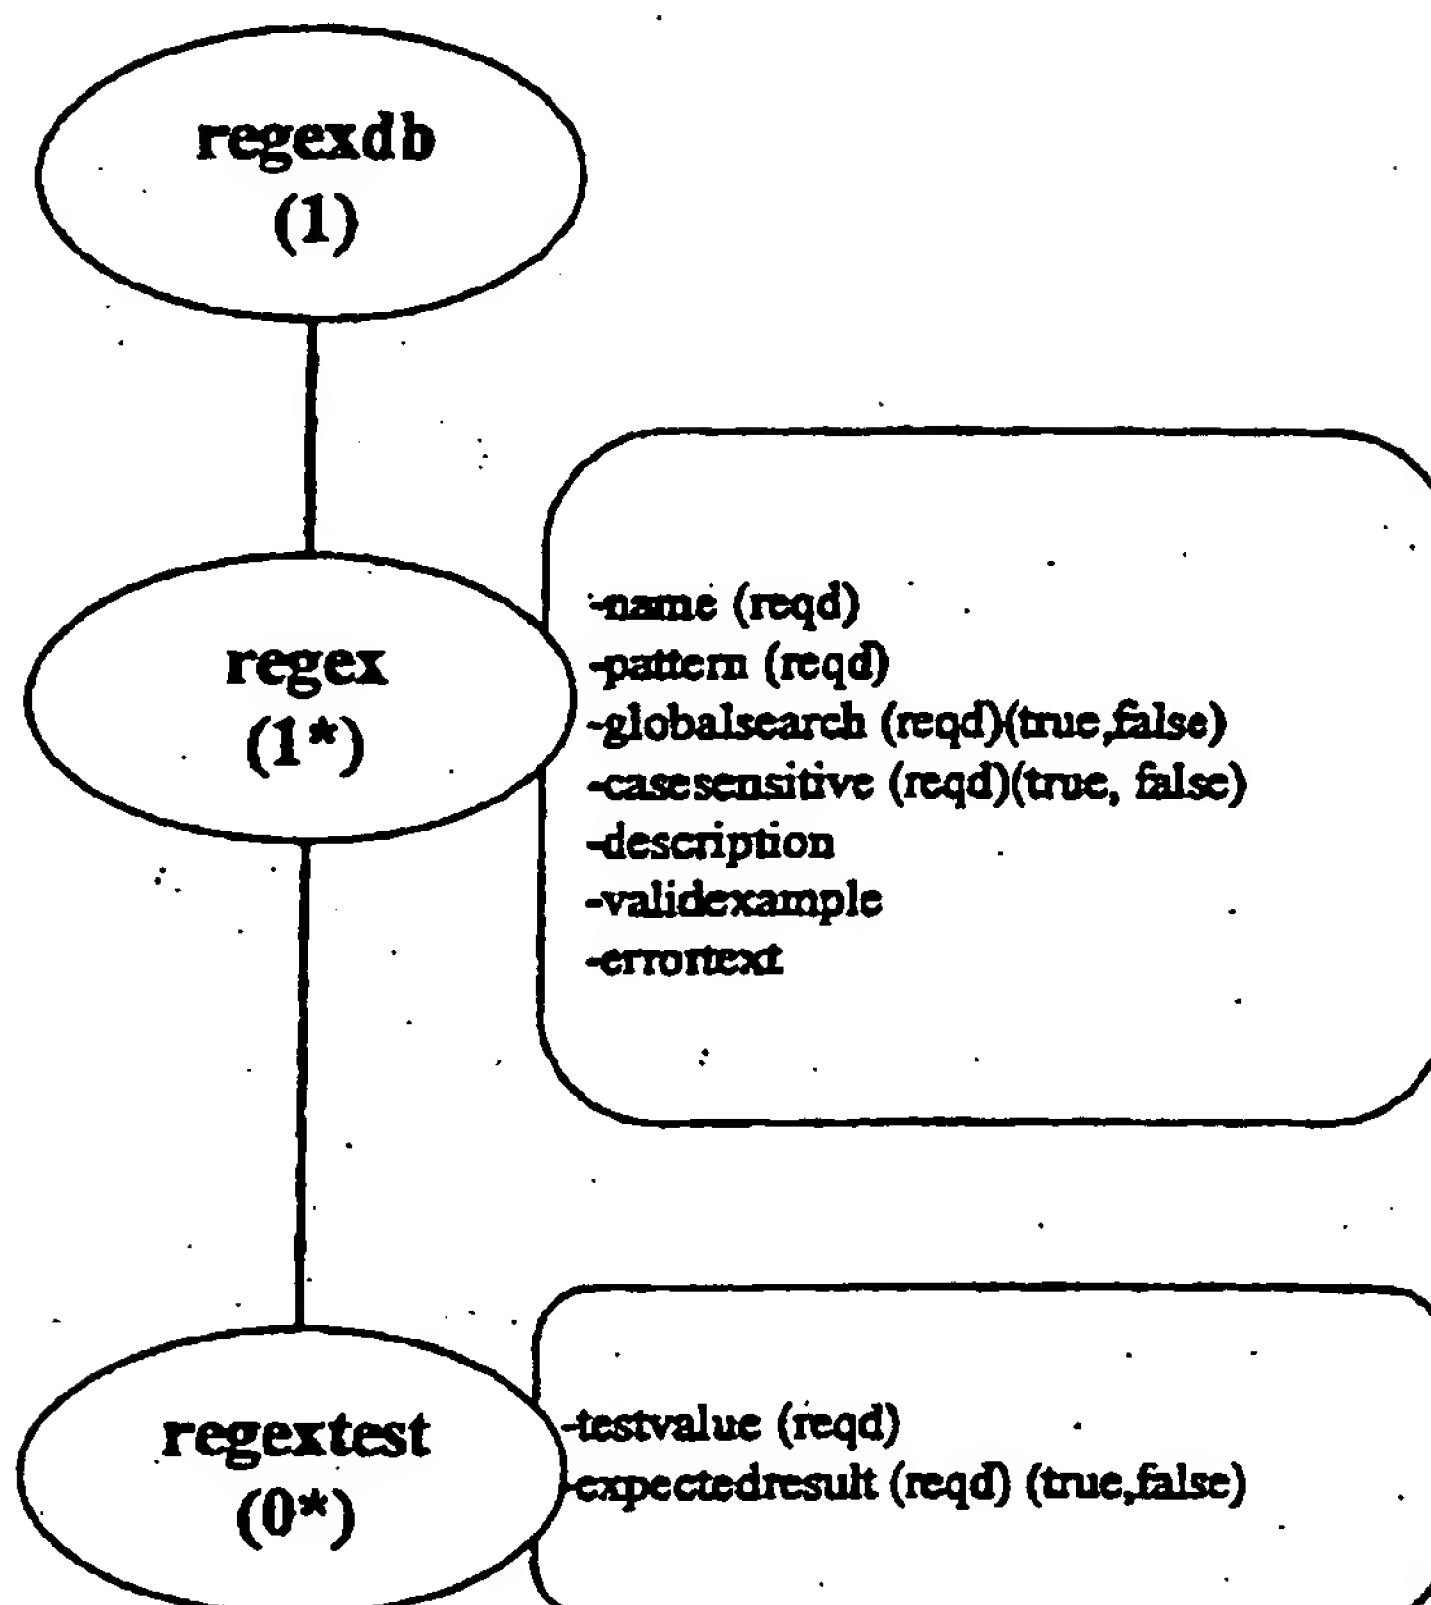 regexdb
(1)
regex
(1*)
-name (reqd)
-pattern (reqd)
-globalsearch (reqd)(true,false)
-casesensitive (reqd)(true, false)
-description
-validexample
-errortext
regextest
(0*)
-testvalue (reqd)
-expectedresult (reqd) (true,false)